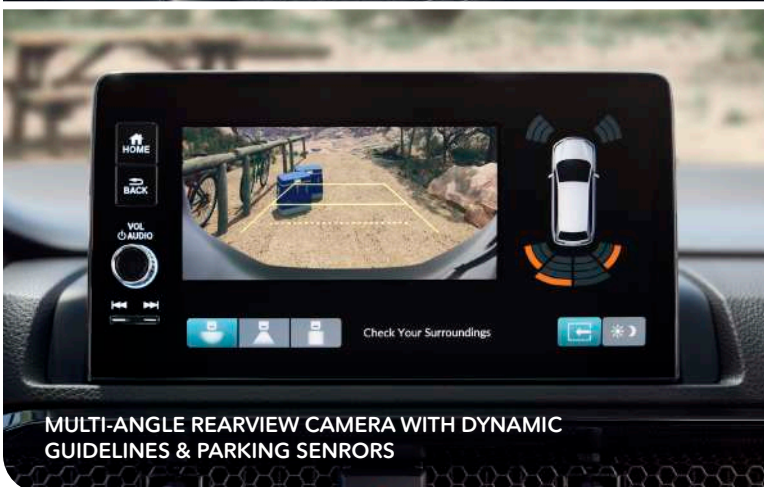 HOME
BACK
VOL
AUDIO
Check Your Surroundings
MULTI-ANGLE REARVIEW CAMERA WITH DYNAMIC
GUIDELINES & PARKING SENRORS